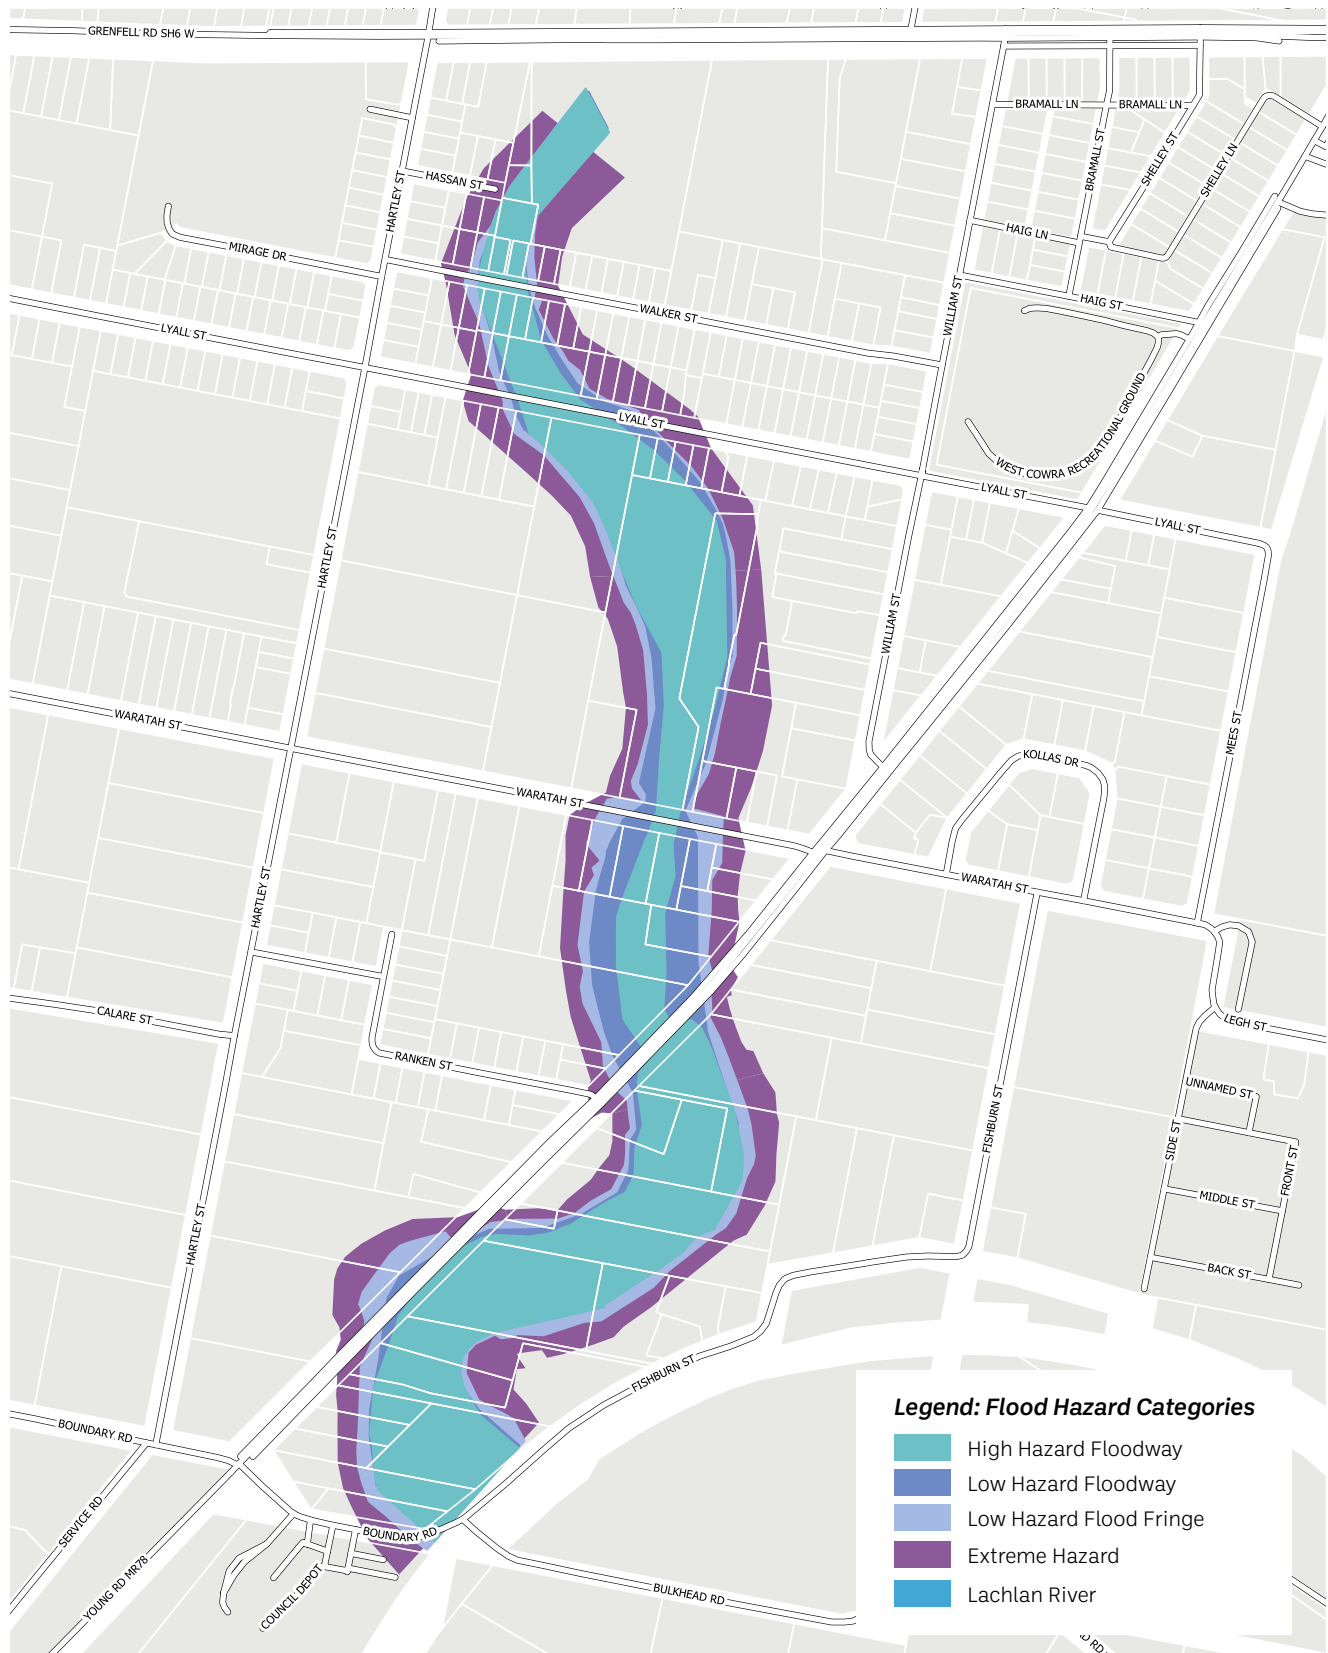 GRENFELL RD SH6 W
BRAMALL LN
BRAMALL LN
BRAMALL ST
SHELLEY ST
SHELLEY LN
HASSAN ST
HARTLEY ST
MIRAGE DR
HAIG LN
HAIG ST
WALKER ST
WILLIAM ST
LYALL ST
LYALL ST
WEST COWRA RECREATIONAL GROUND
LYALL ST
LYALL ST
HARTLEY ST
WILLIAM ST
WARATAH ST
MEES ST
KOLLAS DR
WARATAH ST
WARATAH ST
HARTLEY ST
CALARE ST
LEGH ST
RANKEN ST
UNNAMED ST
FISHBURN ST
SIDE ST
FRONT ST
MIDDLE ST
HARTLEY ST
BACK ST
FISHBURN ST
BOUNDARY RD
SERVICE RD
BOUNDARY RD
YOUNG RD MR78
COUNCIL DEPOT
BULKHEAD RD
Legend: Flood Hazard Categories
High Hazard Floodway
Low Hazard Floodway
Low Hazard Flood Fringe
Extreme Hazard
Lachlan River